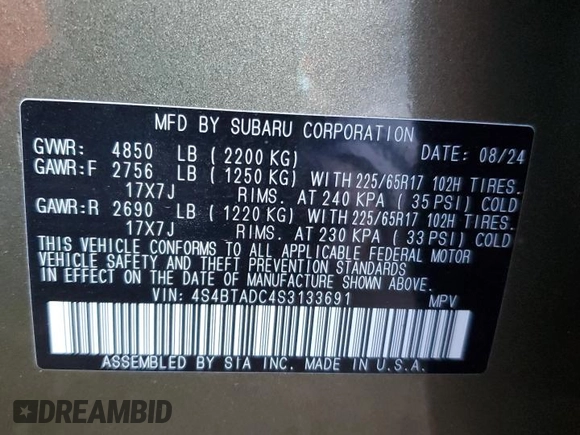 MFD BY SUBARU CORPORATION
GVWR: 4850 LB ( 2200 KG) DATE: 08/24
GAWR:F 2756 LB ( 1250 KG) WITH 225/65R17 102H TIRES.
17X7J RIMS. AT 240 KPA ( 35 PSI) COLD
GAWR:R 2690 LB ( 1220 KG) WITH 225/65R17 102H TIRES.
17X7J RIMS. AT 230 KPA ( 33 PSI) COLD
THIS VEHICLE CONFORMS TO ALL APPLICABLE FEDERAL MOTOR
VEHICLE SAFETY AND THEFT PREVENTION STANDARDS
IN EFFECT ON THE DATE OF MANUFACTURE SHOWN ABOVE.
VIN: 4S4BTADC4S3133691 MPV
ASSEMBLED BY SIA INC. MADE IN U.S.A.
DREAMBID